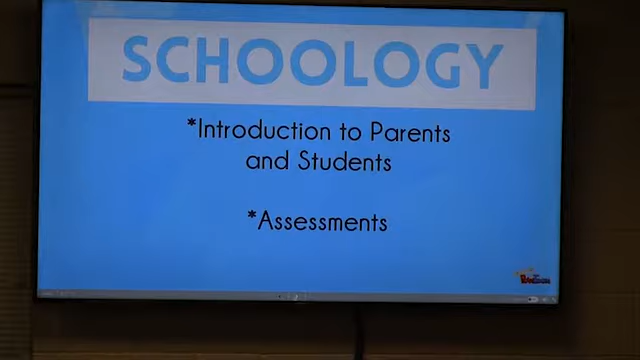 SCHOOLOGY
*Introduction to Parents
and Students
*Assessments